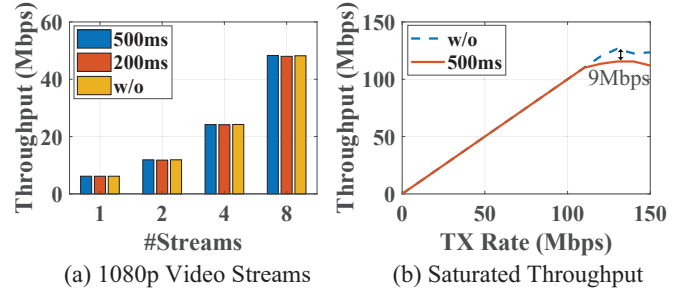 Throughput (Mbps)
60
40
20
0
500ms
200ms
w/o
1 2 4 8
#Streams
(a) 1080p Video Streams
Throughput (Mbps)
150
100
50
0
w/o
500ms
9Mbps
0 50 100 150
TX Rate (Mbps)
(b) Saturated Throughput